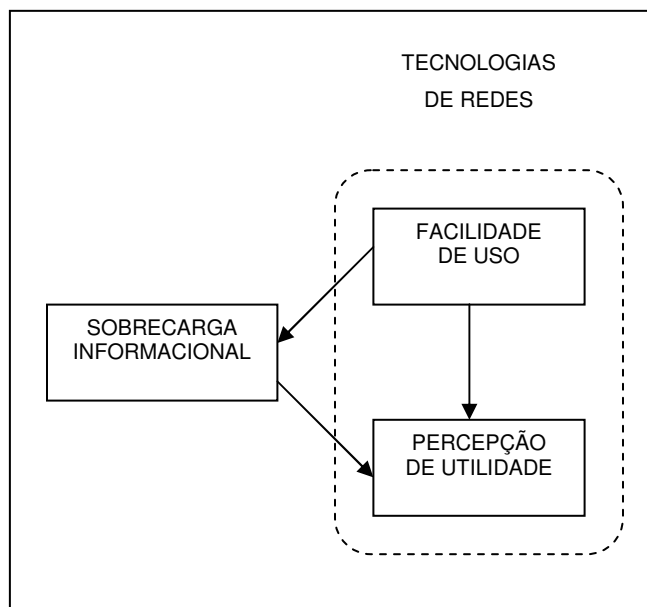 TECNOLOGIAS
DE REDES
FACILIDADE
DE USO
SOBRECARGA
INFORMACIONAL
PERCEPÇÃO
DE UTILIDADE